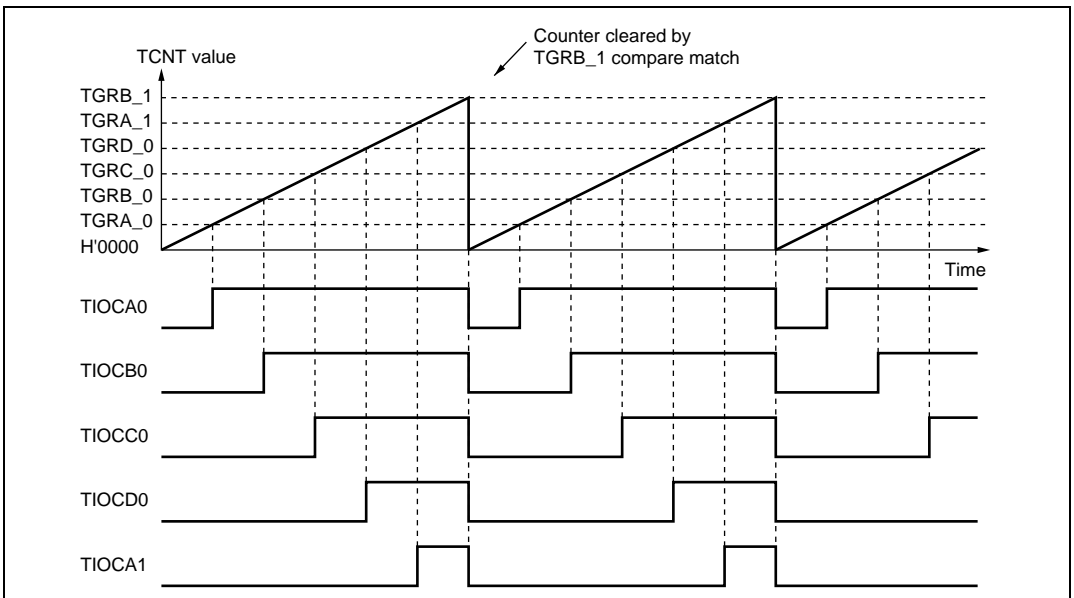 Counter cleared by
TGRB_1 compare match
TCNT value
TGRB_1
TGRA_1
TGRD_0
TGRC_0
TGRB_0
TGRA_0
H'0000
Time
TIOCA0
TIOCB0
TIOCC0
TIOCD0
TIOCA1